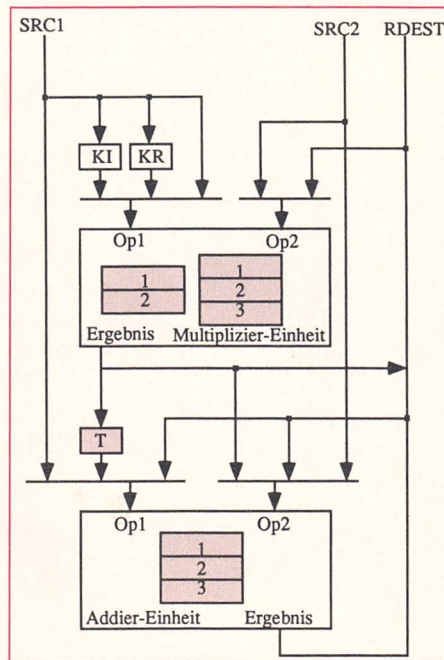 SRC1 SRC2 RDEST
KI KR
Op1 Op2
1
2
1
2
3
Ergebnis Multiplizier-Einheit
T
Op1 Op2
1
2
3
Addier-Einheit Ergebnis